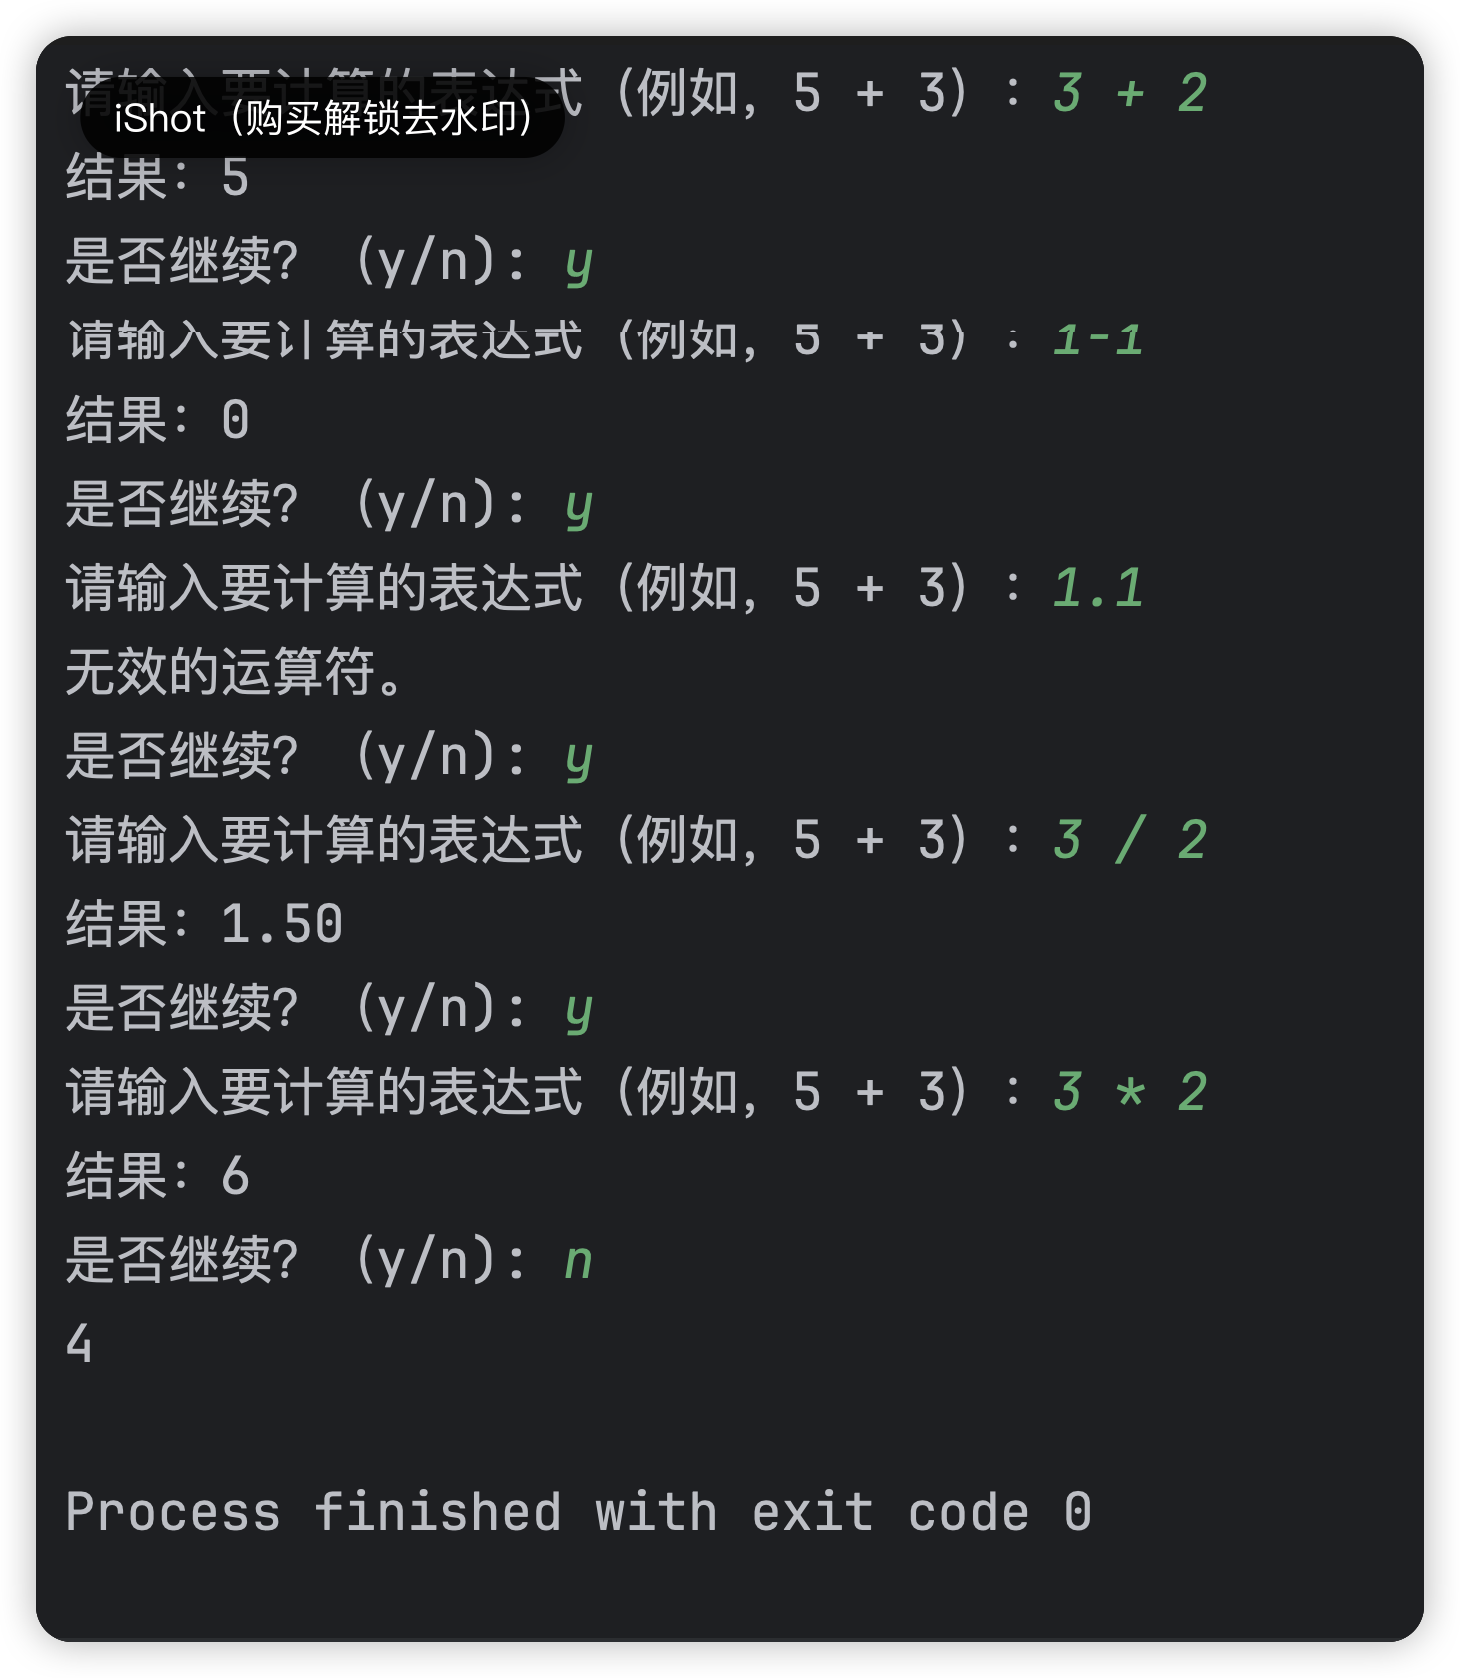 请输入要计算的表达式（例如，5 + 3）：3 + 2
iShot（购买解锁去水印）
结果：5
是否继续？ (y/n): y
请输入要计算的表达式（例如，5 + 3）：1-1
结果：0
是否继续？ (y/n): y
请输入要计算的表达式（例如，5 + 3）：1.1
无效的运算符。
是否继续？ (y/n): y
请输入要计算的表达式（例如，5 + 3）：3 / 2
结果：1.50
是否继续？ (y/n): y
请输入要计算的表达式（例如，5 + 3）：3 * 2
结果：6
是否继续？ (y/n): n
4
Process finished with exit code 0